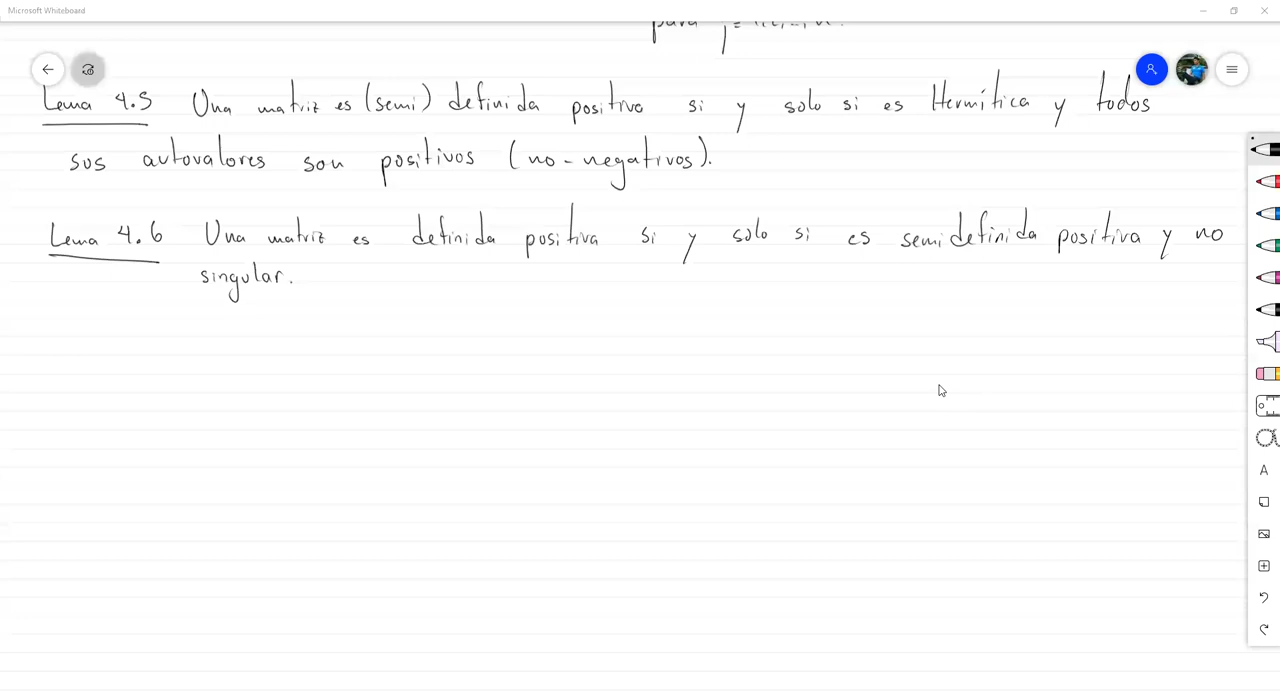 Microsoft Whiteboard
para
Lema 4.5 Una matriz es (semi) definida positiva si y solo si es Hermítica y todos
sus autovalores son positivos (no-negativos).
Lema 4.6 Una matriz es definida positiva si y solo si es semidefinida positiva y no
singular.
A